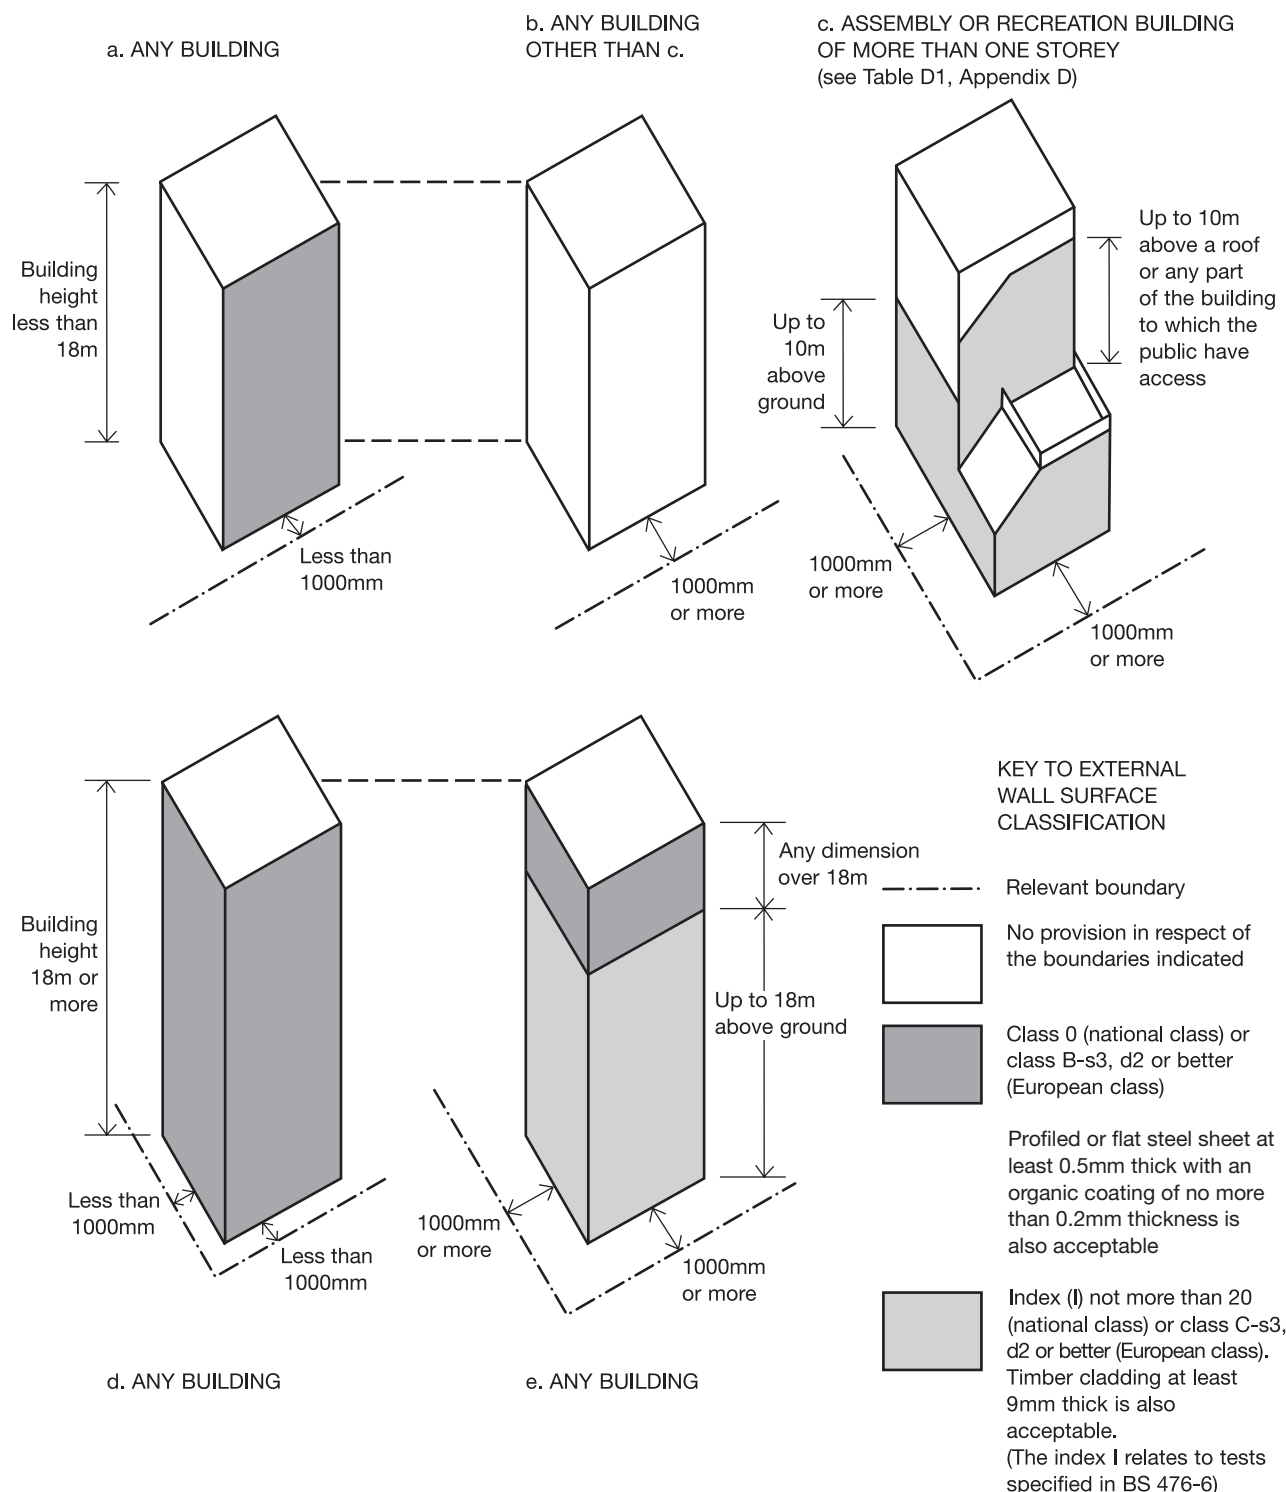 a. ANY BUILDING
b. ANY BUILDING
OTHER THAN c.
c. ASSEMBLY OR RECREATION BUILDING
OF MORE THAN ONE STOREY
(see Table D1, Appendix D)
Building
height
less than
18m
Less than
1000mm
1000mm
or more
Up to
10m
above
ground
Up to 10m
above a roof
or any part
of the building
to which the
public have
access
1000mm
or more
1000mm
or more
Building
height
18m or
more
Less than
1000mm
Less than
1000mm
d. ANY BUILDING
Any dimension
over 18m
Up to 18m
above ground
1000mm
or more
1000mm
or more
e. ANY BUILDING
KEY TO EXTERNAL
WALL SURFACE
CLASSIFICATION
Relevant boundary
No provision in respect of
the boundaries indicated
Class 0 (national class) or
class B-s3, d2 or better
(European class)
Profiled or flat steel sheet at
least 0.5mm thick with an
organic coating of no more
than 0.2mm thickness is
also acceptable
Index (I) not more than 20
(national class) or class C-s3,
d2 or better (European class).
Timber cladding at least
9mm thick is also
acceptable.
(The index I relates to tests
specified in BS 476-6)